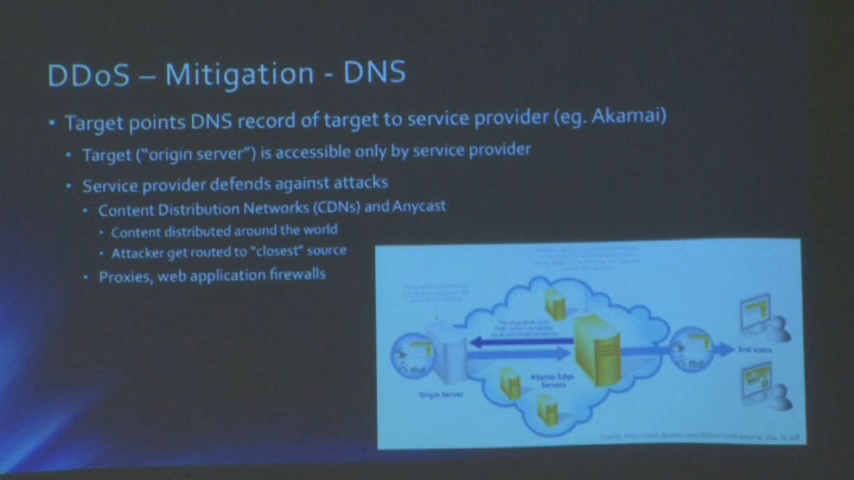 DDoS – Mitigation - DNS
• Target points DNS record of target to service provider (eg. Akamai)
• Target ("origin server") is accessible only by service provider
• Service provider defends against attacks
• Content Distribution Networks (CDNs) and Anycast
• Content distributed around the world
• Attacker get routed to "closest" source
• Proxies, web application firewalls
Origin Server
Akamai Edge
Servers
End Users